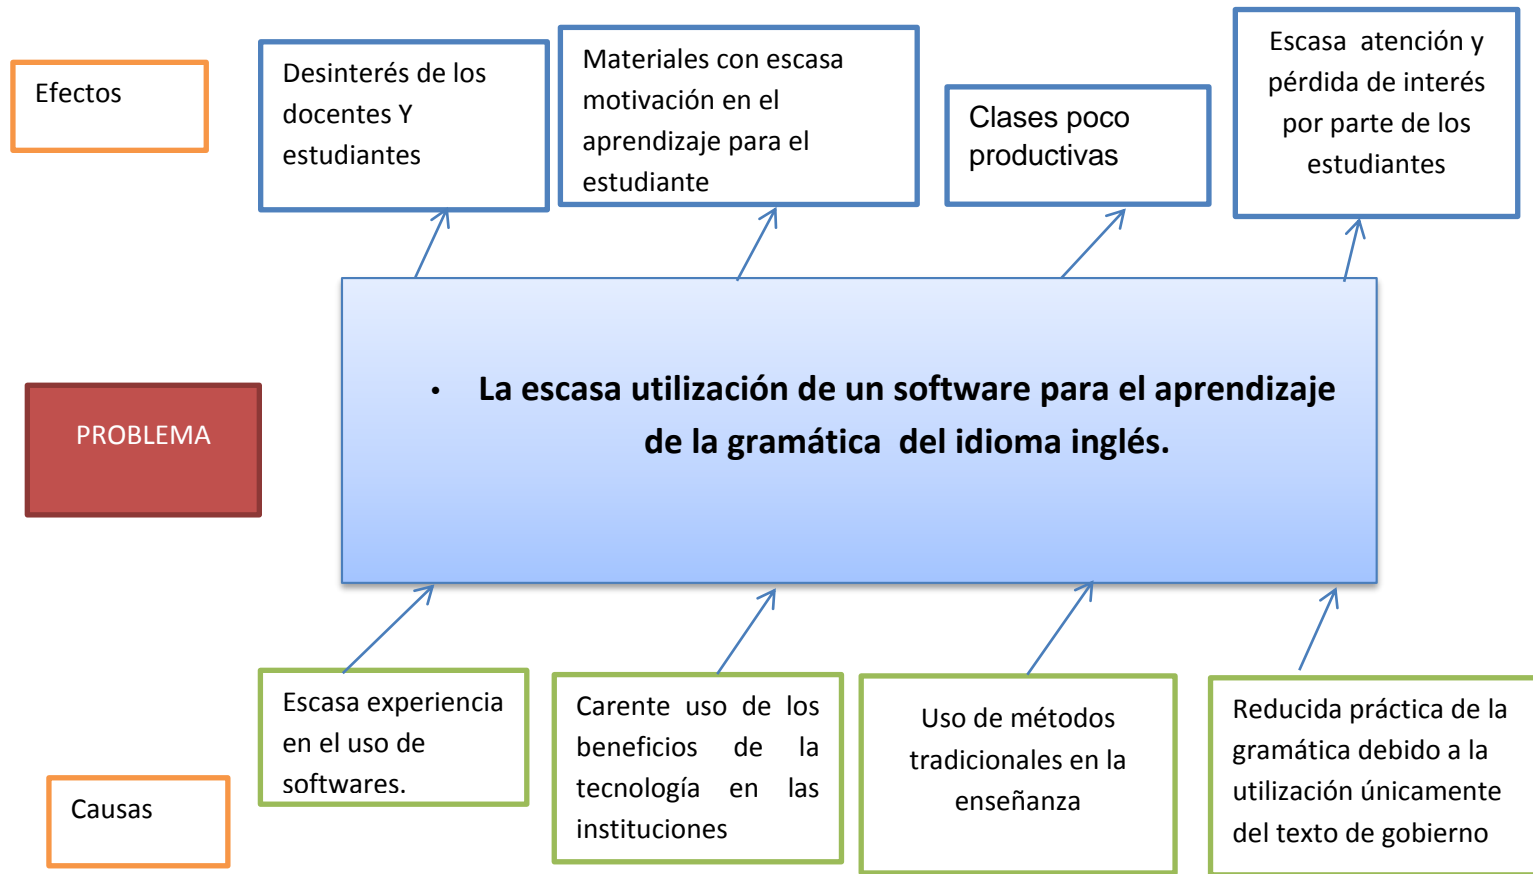 Efectos
Desinterés de los
docentes Y
estudiantes
Materiales con escasa
motivación en el
aprendizaje para el
estudiante
Clases poco
productivas
Escasa atención y
pérdida de interés
por parte de los
estudiantes
PROBLEMA
• La escasa utilización de un software para el aprendizaje
de la gramática del idioma inglés.
Causas
Escasa experiencia
en el uso de
softwares.
Carente uso de los
beneficios de la
tecnología en las
instituciones
Uso de métodos
tradicionales en la
enseñanza
Reducida práctica de la
gramática debido a la
utilización únicamente
del texto de gobierno